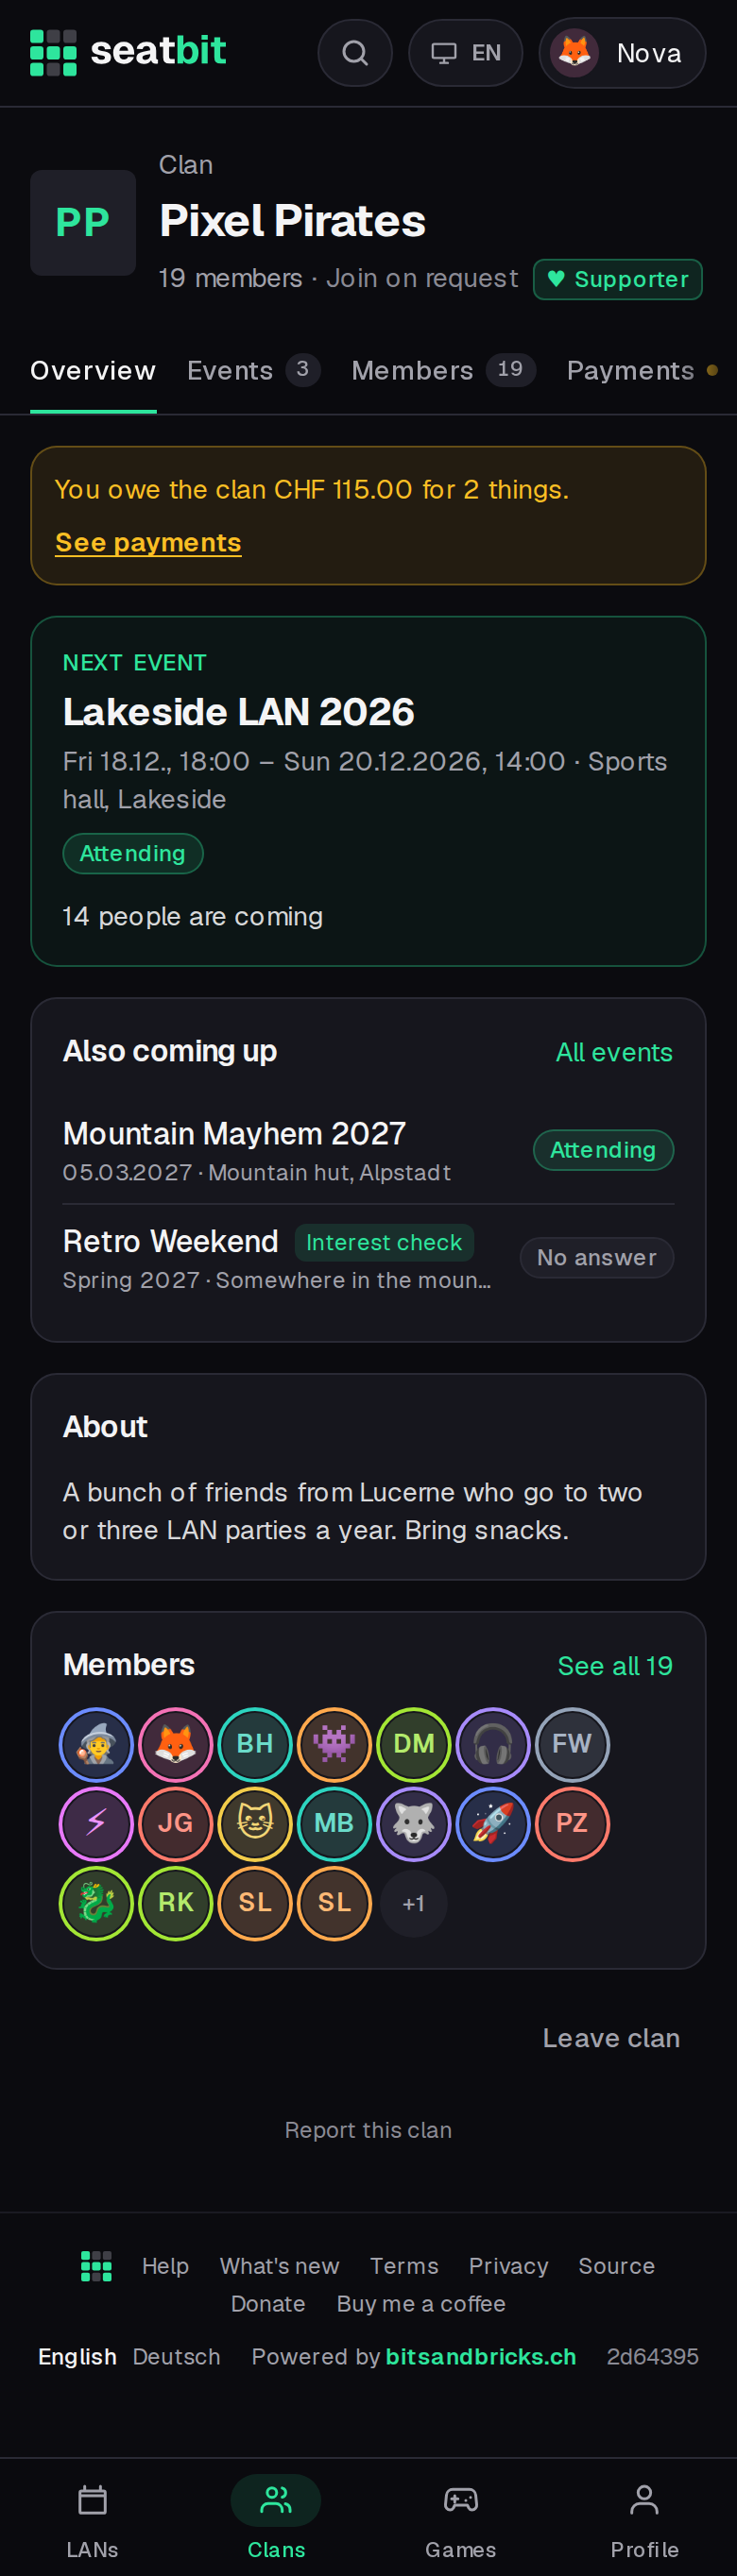 seatbit
EN
Nova
PP
Clan
Pixel Pirates
19 members · Join on request
♥ Supporter
Overview
Events 3
Members 19
Payments
You owe the clan CHF 115.00 for 2 things.
See payments
NEXT EVENT
Lakeside LAN 2026
Fri 18.12., 18:00 – Sun 20.12.2026, 14:00 · Sports
hall, Lakeside
Attending
14 people are coming
Also coming up
All events
Mountain Mayhem 2027
05.03.2027 · Mountain hut, Alpstadt
Attending
Retro Weekend
Interest check
Spring 2027 · Somewhere in the moun…
No answer
About
A bunch of friends from Lucerne who go to two
or three LAN parties a year. Bring snacks.
Members
See all 19
BH DM FW
JG MB PZ
RK SL SL +1
Leave clan
Report this clan
Help What's new Terms Privacy Source
Donate Buy me a coffee
English Deutsch Powered by bitsandbricks.ch 2d64395
LANs
Clans
Games
Profile